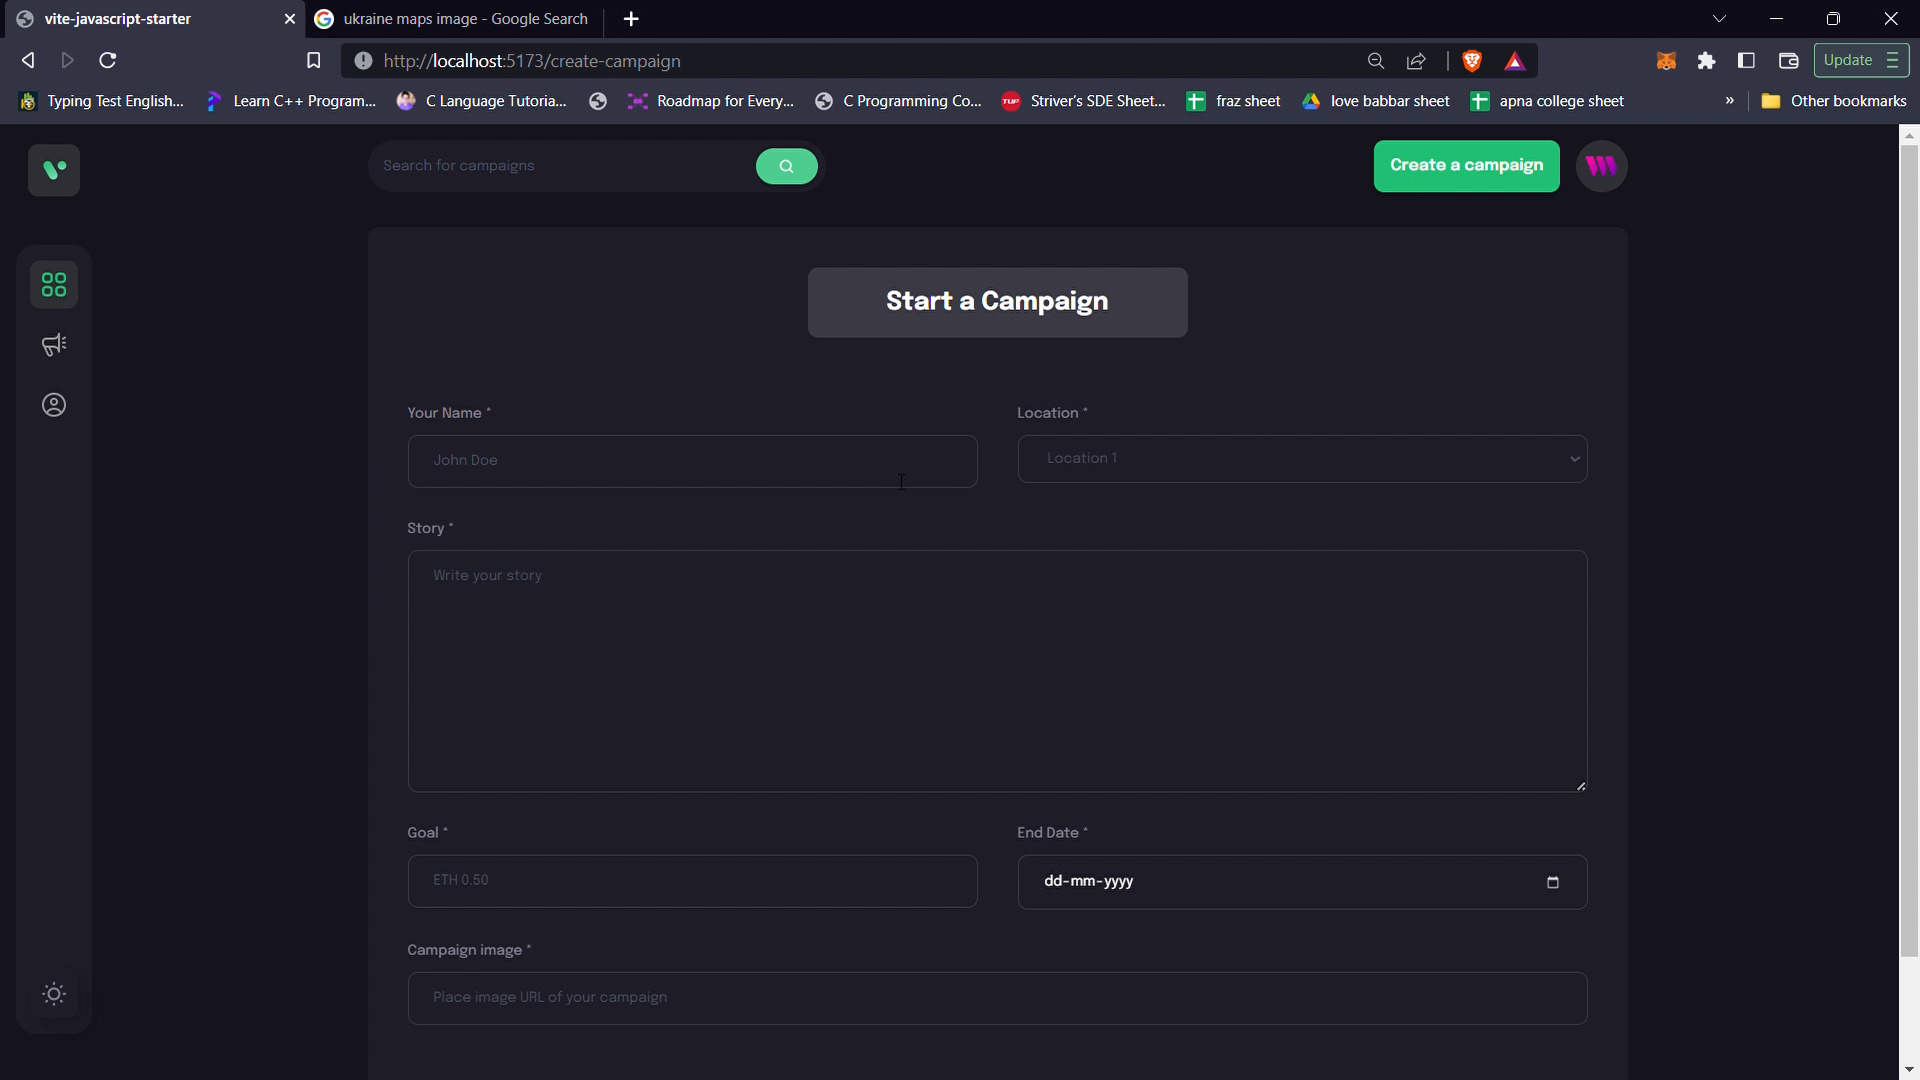 vite-javascript-starter
ukraine maps image - Google Search
http://localhost:5173/create-campaign
Update
Typing Test English...
Learn C++ Program...
C Language Tutoria...
Roadmap for Every...
C Programming Co...
TUF
Striver's SDE Sheet...
fraz sheet
love babbar sheet
apna college sheet
»
Other bookmarks
Search for campaigns
Create a campaign
Start a Campaign
Your Name *
Location *
John Doe
Location 1
Story *
Write your story
Goal *
End Date *
ETH 0.50
dd-mm-yyyy
Campaign image *
Place image URL of your campaign